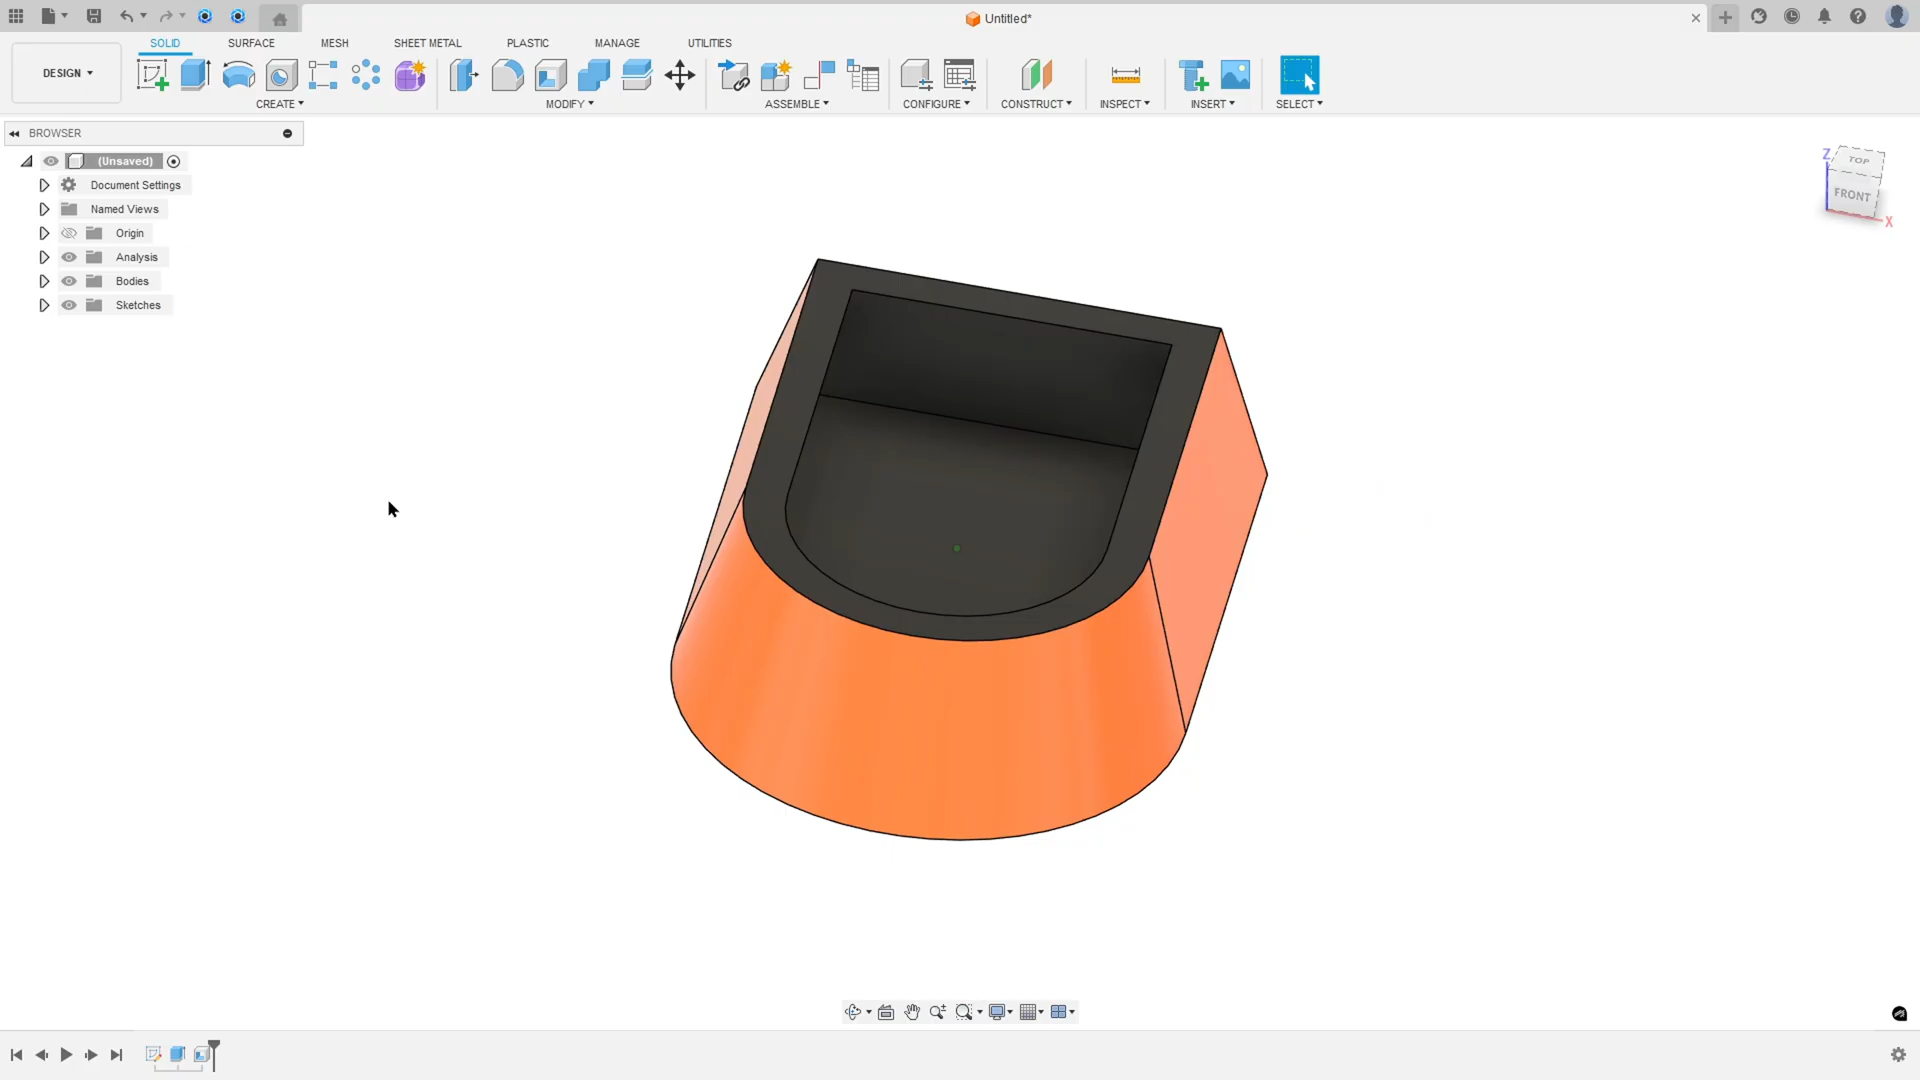 Untitled*
DESIGN
SOLID
SURFACE
MESH
SHEET METAL
PLASTIC
MANAGE
UTILITIES
CREATE
MODIFY
ASSEMBLE
CONFIGURE
CONSTRUCT
INSPECT
INSERT
SELECT
BROWSER
(Unsaved)
Document Settings
Named Views
Origin
Analysis
Bodies
Sketches
Z
TOP
FRONT
X